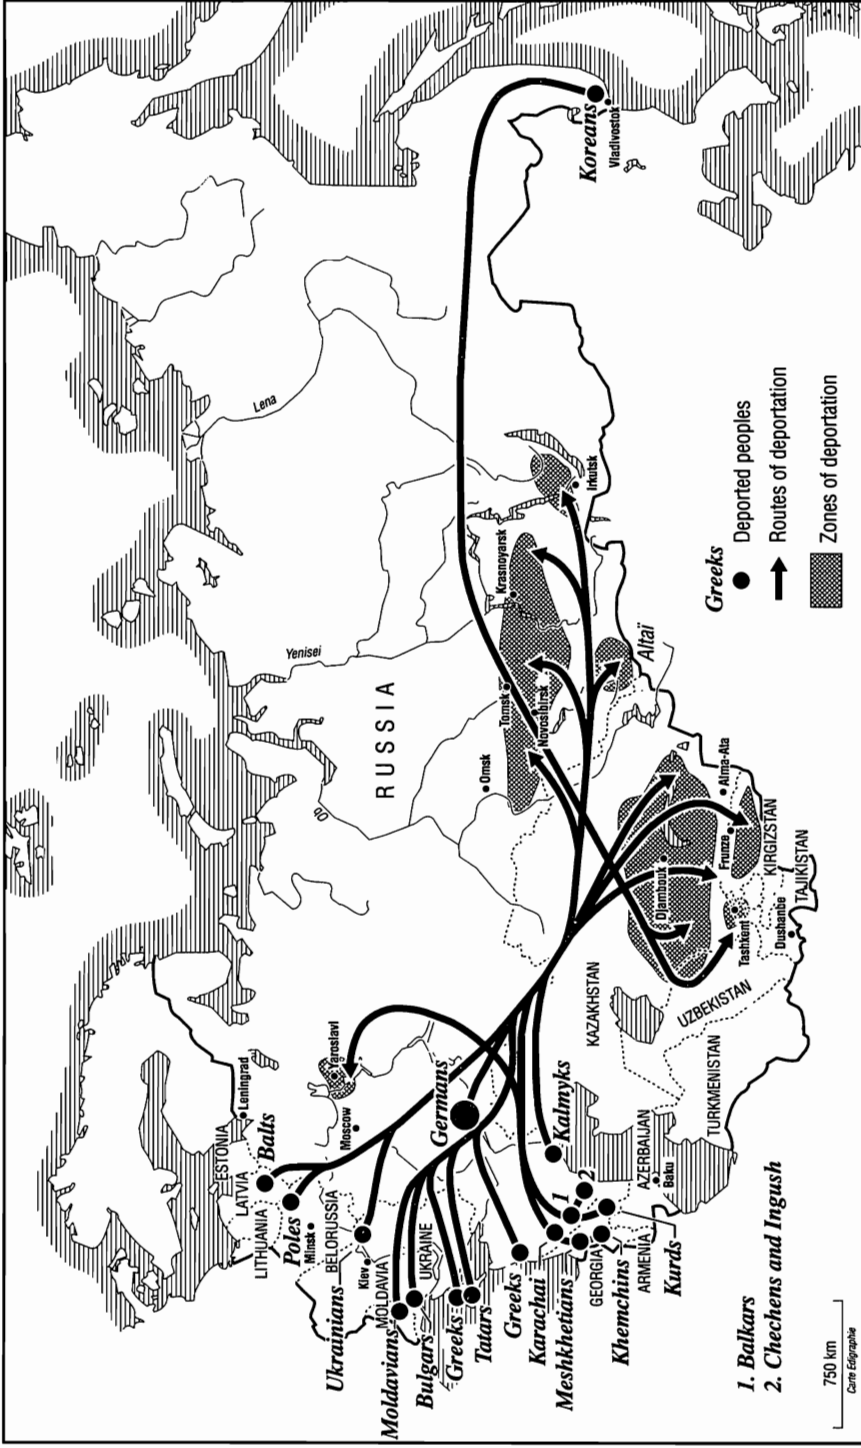 Balts
Poles
Ukrainians
Moldavians
Bulgars
Greeks
Tatars
Greeks
Karachai
Meshkhetians
Khemchins
Kurds
Kalmyks
Germans
Koreans
1
2
ESTONIA
LATVIA
LITHUANIA
BELORUSSIA
MOLDAVIA
UKRAINE
GEORGIA
ARMENIA
AZERBAIJAN
TURKMENISTAN
UZBEKISTAN
KAZAKHSTAN
TAJIKISTAN
KIRGIZSTAN
RUSSIA
Leningrad
Minsk
Kiev
Moscow
Yaroslavl
Baku
Dushanbe
Tashkent
Djambouk
Frunze
Alma-Ata
Omsk
Novosibirsk
Tomsk
Krasnoyarsk
Irkutsk
Vladivostok
Altaï
Yenisei
Lena
1. Balkars
2. Chechens and Ingush
750 km
Carte Edigraphie
Greeks
Deported peoples
Routes of deportation
Zones of deportation